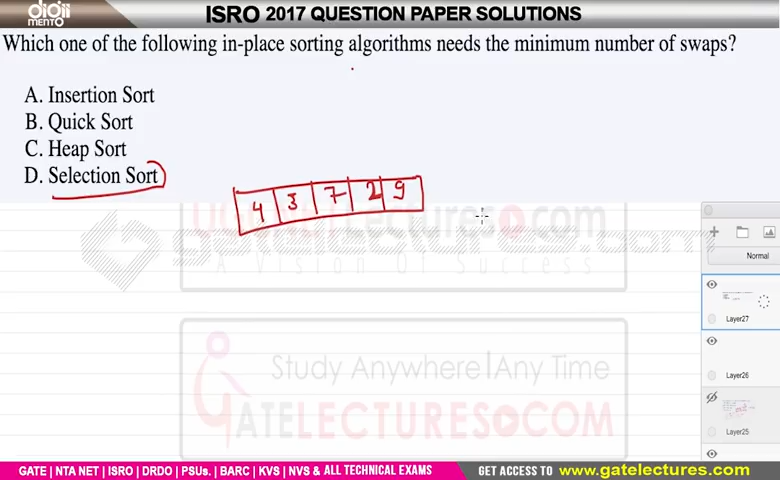 digii
MENTO
ISRO 2017 QUESTION PAPER SOLUTIONS
Which one of the following in-place sorting algorithms needs the minimum number of swaps?
A. Insertion Sort
B. Quick Sort
C. Heap Sort
D. Selection Sort
4 3 7 2 9
gatelectures.com
A Vision Of Success
Normal
Layer27
Study Anywhere | Any Time
GATELECTURES.COM
Layer26
Layer25
GATE | NTA NET | ISRO | DRDO | PSUs. | BARC | KVS | NVS & ALL TECHNICAL EXAMS
GET ACCESS TO www.gatelectures.com